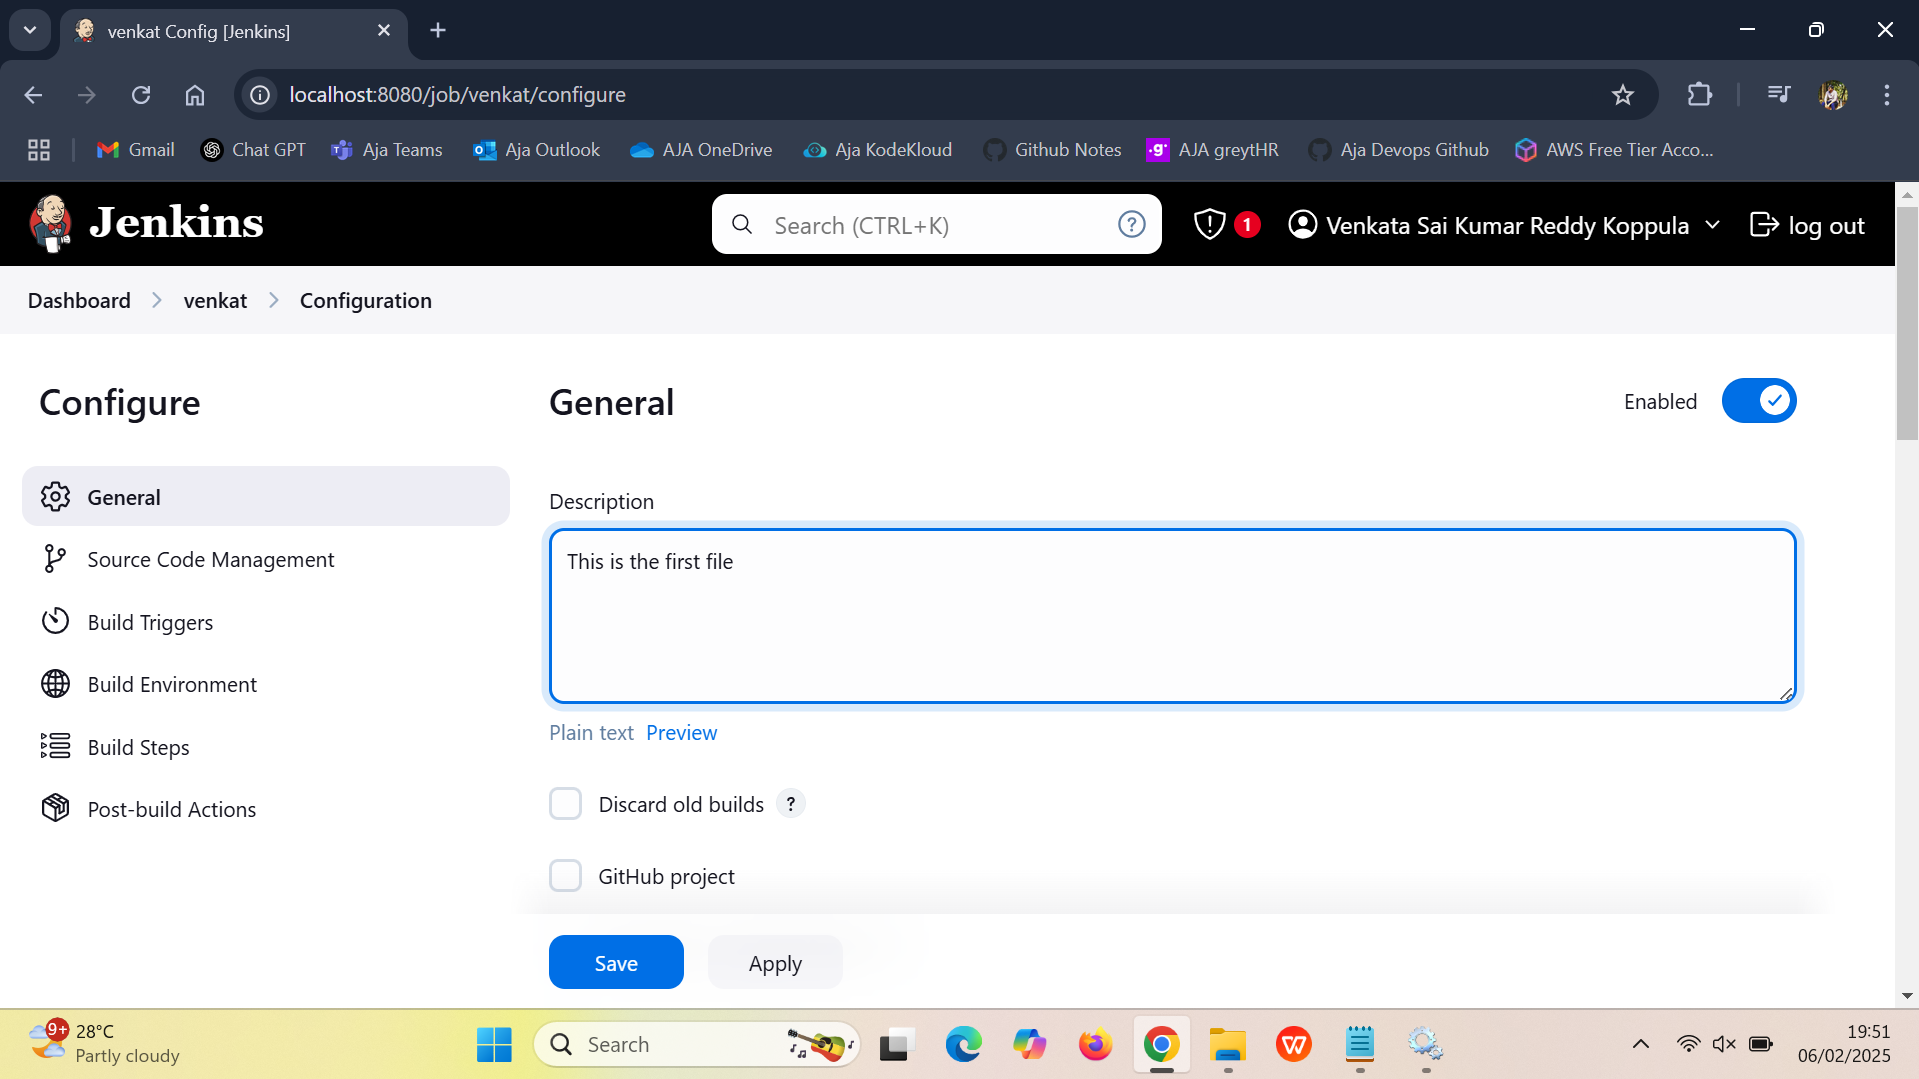 venkat Config [Jenkins]
localhost:8080/job/venkat/configure
Gmail
Chat GPT
Aja Teams
Aja Outlook
AJA OneDrive
Aja KodeKloud
Github Notes
.g'
AJA greytHR
Aja Devops Github
AWS Free Tier Acco...
Jenkins
Search (CTRL+K)
?
1
Venkata Sai Kumar Reddy Koppula
log out
Dashboard
venkat
Configuration
Configure
General
Enabled
General
Source Code Management
Build Triggers
Build Environment
Build Steps
Post-build Actions
Description
This is the first file
Plain text Preview
Discard old builds ?
GitHub project
Save
Apply
9+
28°C
Partly cloudy
Search
19:51
06/02/2025